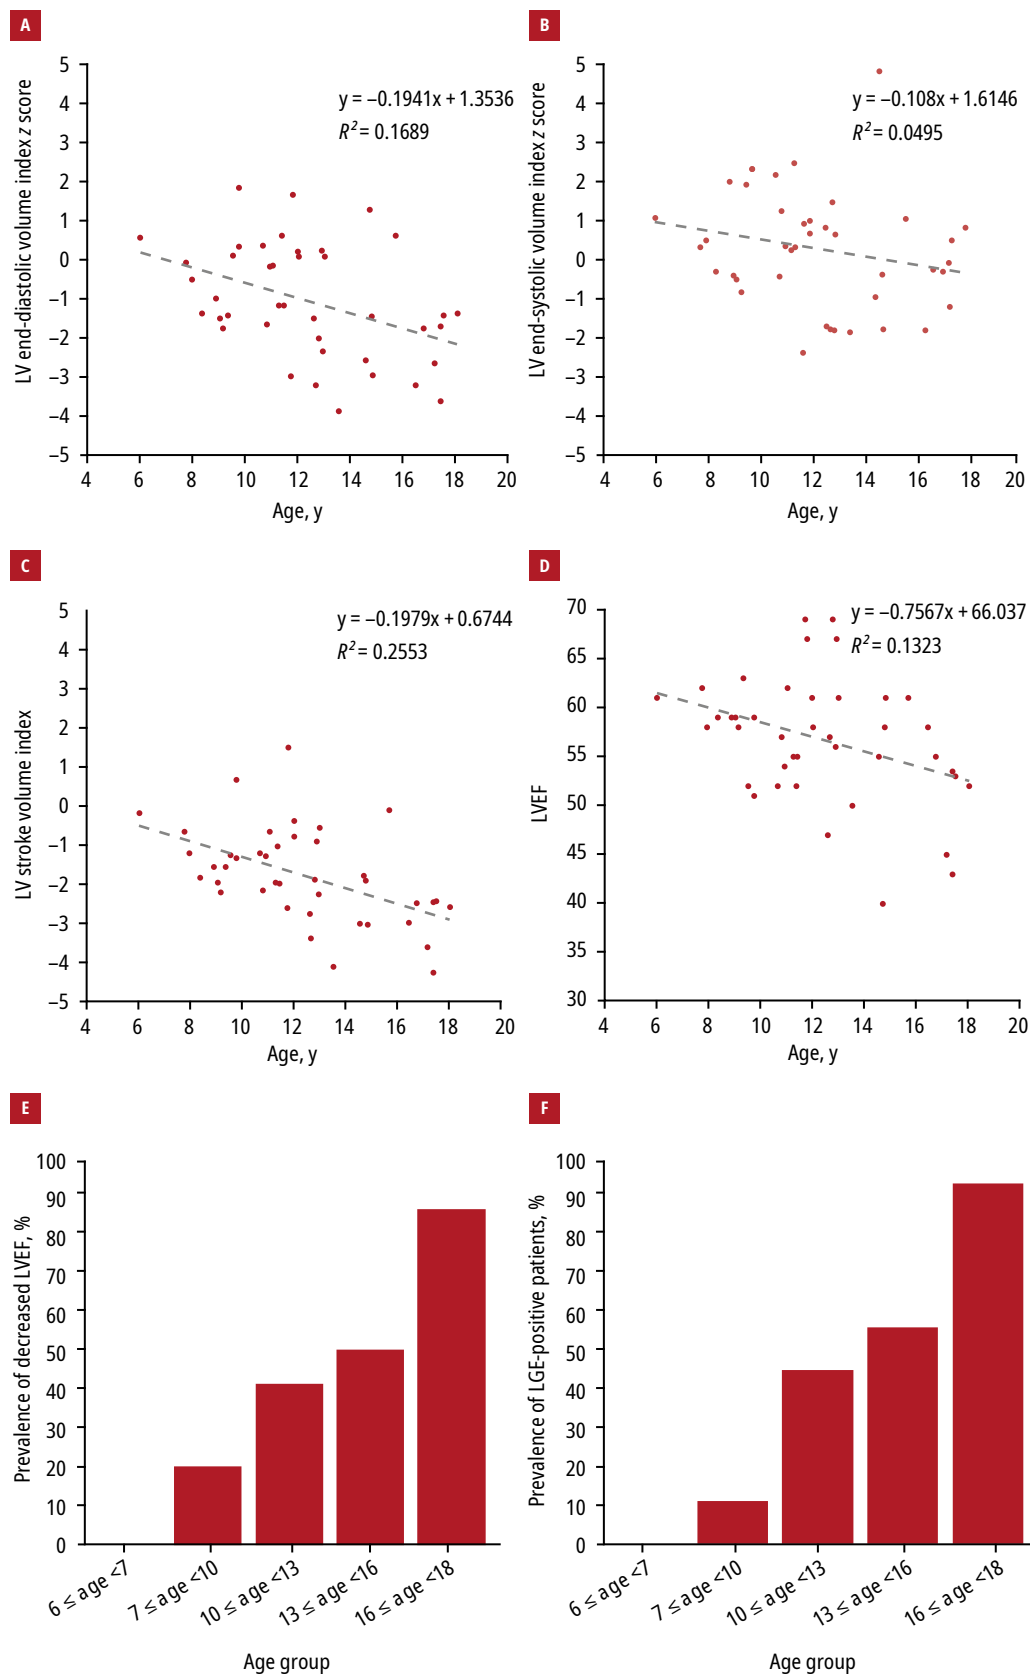 A
LV end-diastolic volume index z score
5
4
3
2
1
0
−1
−2
−3
−4
−5
y = −0.1941x + 1.3536
R² = 0.1689
4 6 8 10 12 14 16 18 20
Age, y
B
LV end-systolic volume index z score
5
4
3
2
1
0
−1
−2
−3
−4
−5
y = −0.108x + 1.6146
R² = 0.0495
4 6 8 10 12 14 16 18 20
Age, y
C
LV stroke volume index
5
4
3
2
1
0
−1
−2
−3
−4
−5
y = −0.1979x + 0.6744
R² = 0.2553
4 6 8 10 12 14 16 18 20
Age, y
D
LVEF
70
65
60
55
50
45
40
35
30
y = −0.7567x + 66.037
R² = 0.1323
4 6 8 10 12 14 16 18 20
Age, y
E
Prevalence of decreased LVEF, %
100
90
80
70
60
50
40
30
20
10
0
6 ≤ age <7
7 ≤ age <10
10 ≤ age <13
13 ≤ age <16
16 ≤ age <18
Age group
F
Prevalence of LGE-positive patients, %
100
90
80
70
60
50
40
30
20
10
0
6 ≤ age <7
7 ≤ age <10
10 ≤ age <13
13 ≤ age <16
16 ≤ age <18
Age group